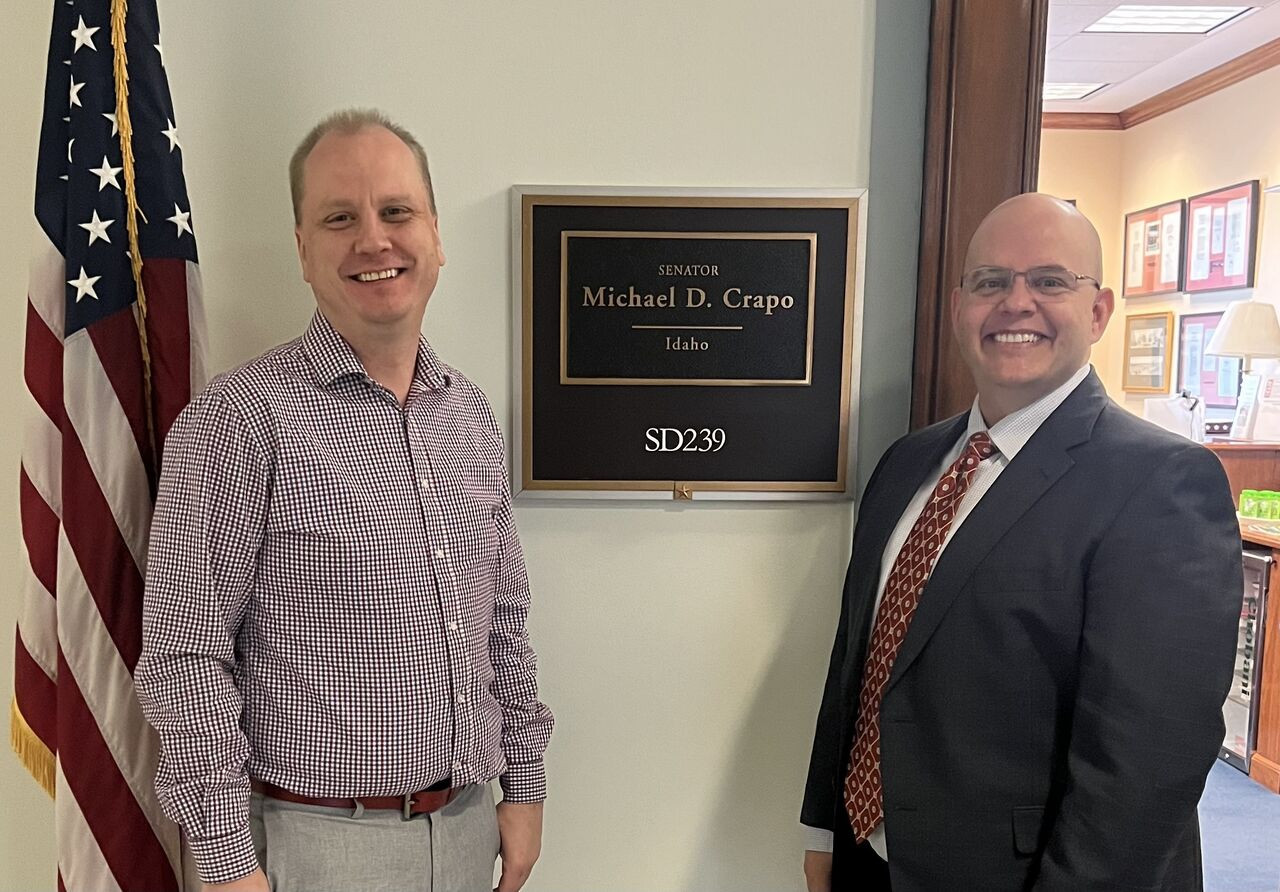 SENATOR
Michael D. Crapo
Idaho
SD239